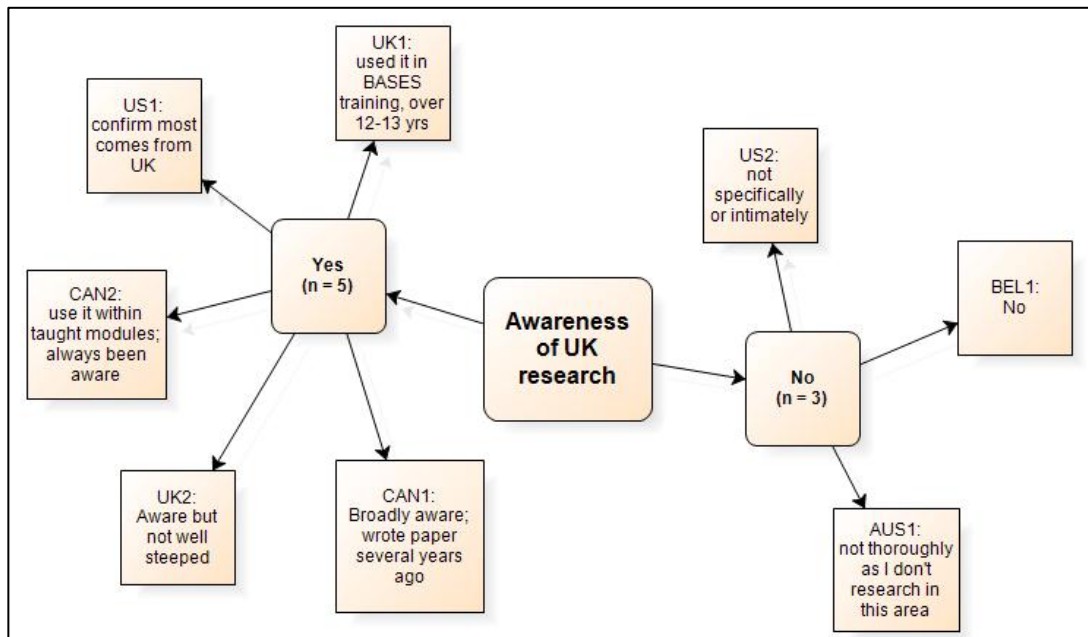 UK1:
used it in
BASES
training, over
12-13 yrs
US1:
confirm most
comes from
UK
US2:
not
specifically
or intimately
Yes
(n = 5)
BEL1:
No
CAN2:
use it within
taught modules;
always been
aware
Awareness
of UK
research
No
(n = 3)
UK2:
Aware but
not well
steeped
CAN1:
Broadly aware;
wrote paper
several years
ago
AUS1:
not thoroughly
as I don't
research in
this area